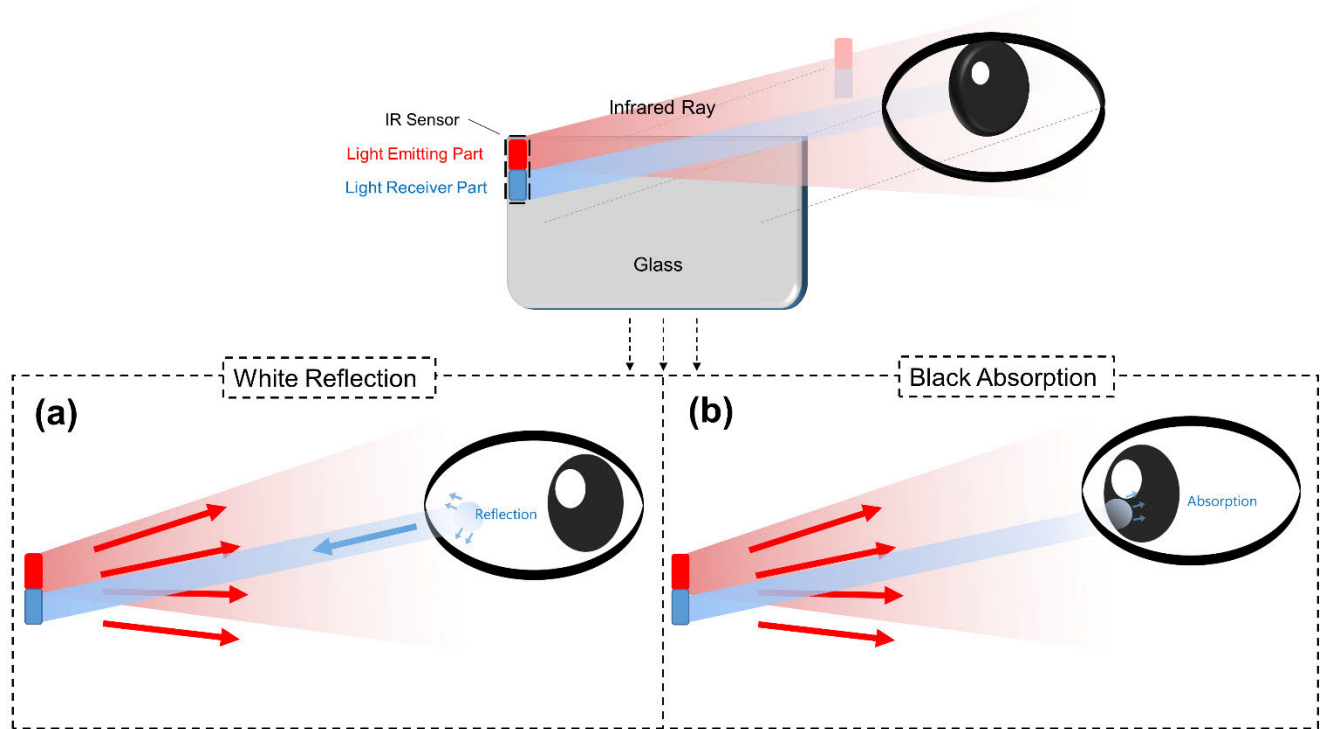 Infrared Ray
IR Sensor
Light Emitting Part
Light Receiver Part
Glass
White Reflection
Black Absorption
(a)
(b)
Reflection
Absorption